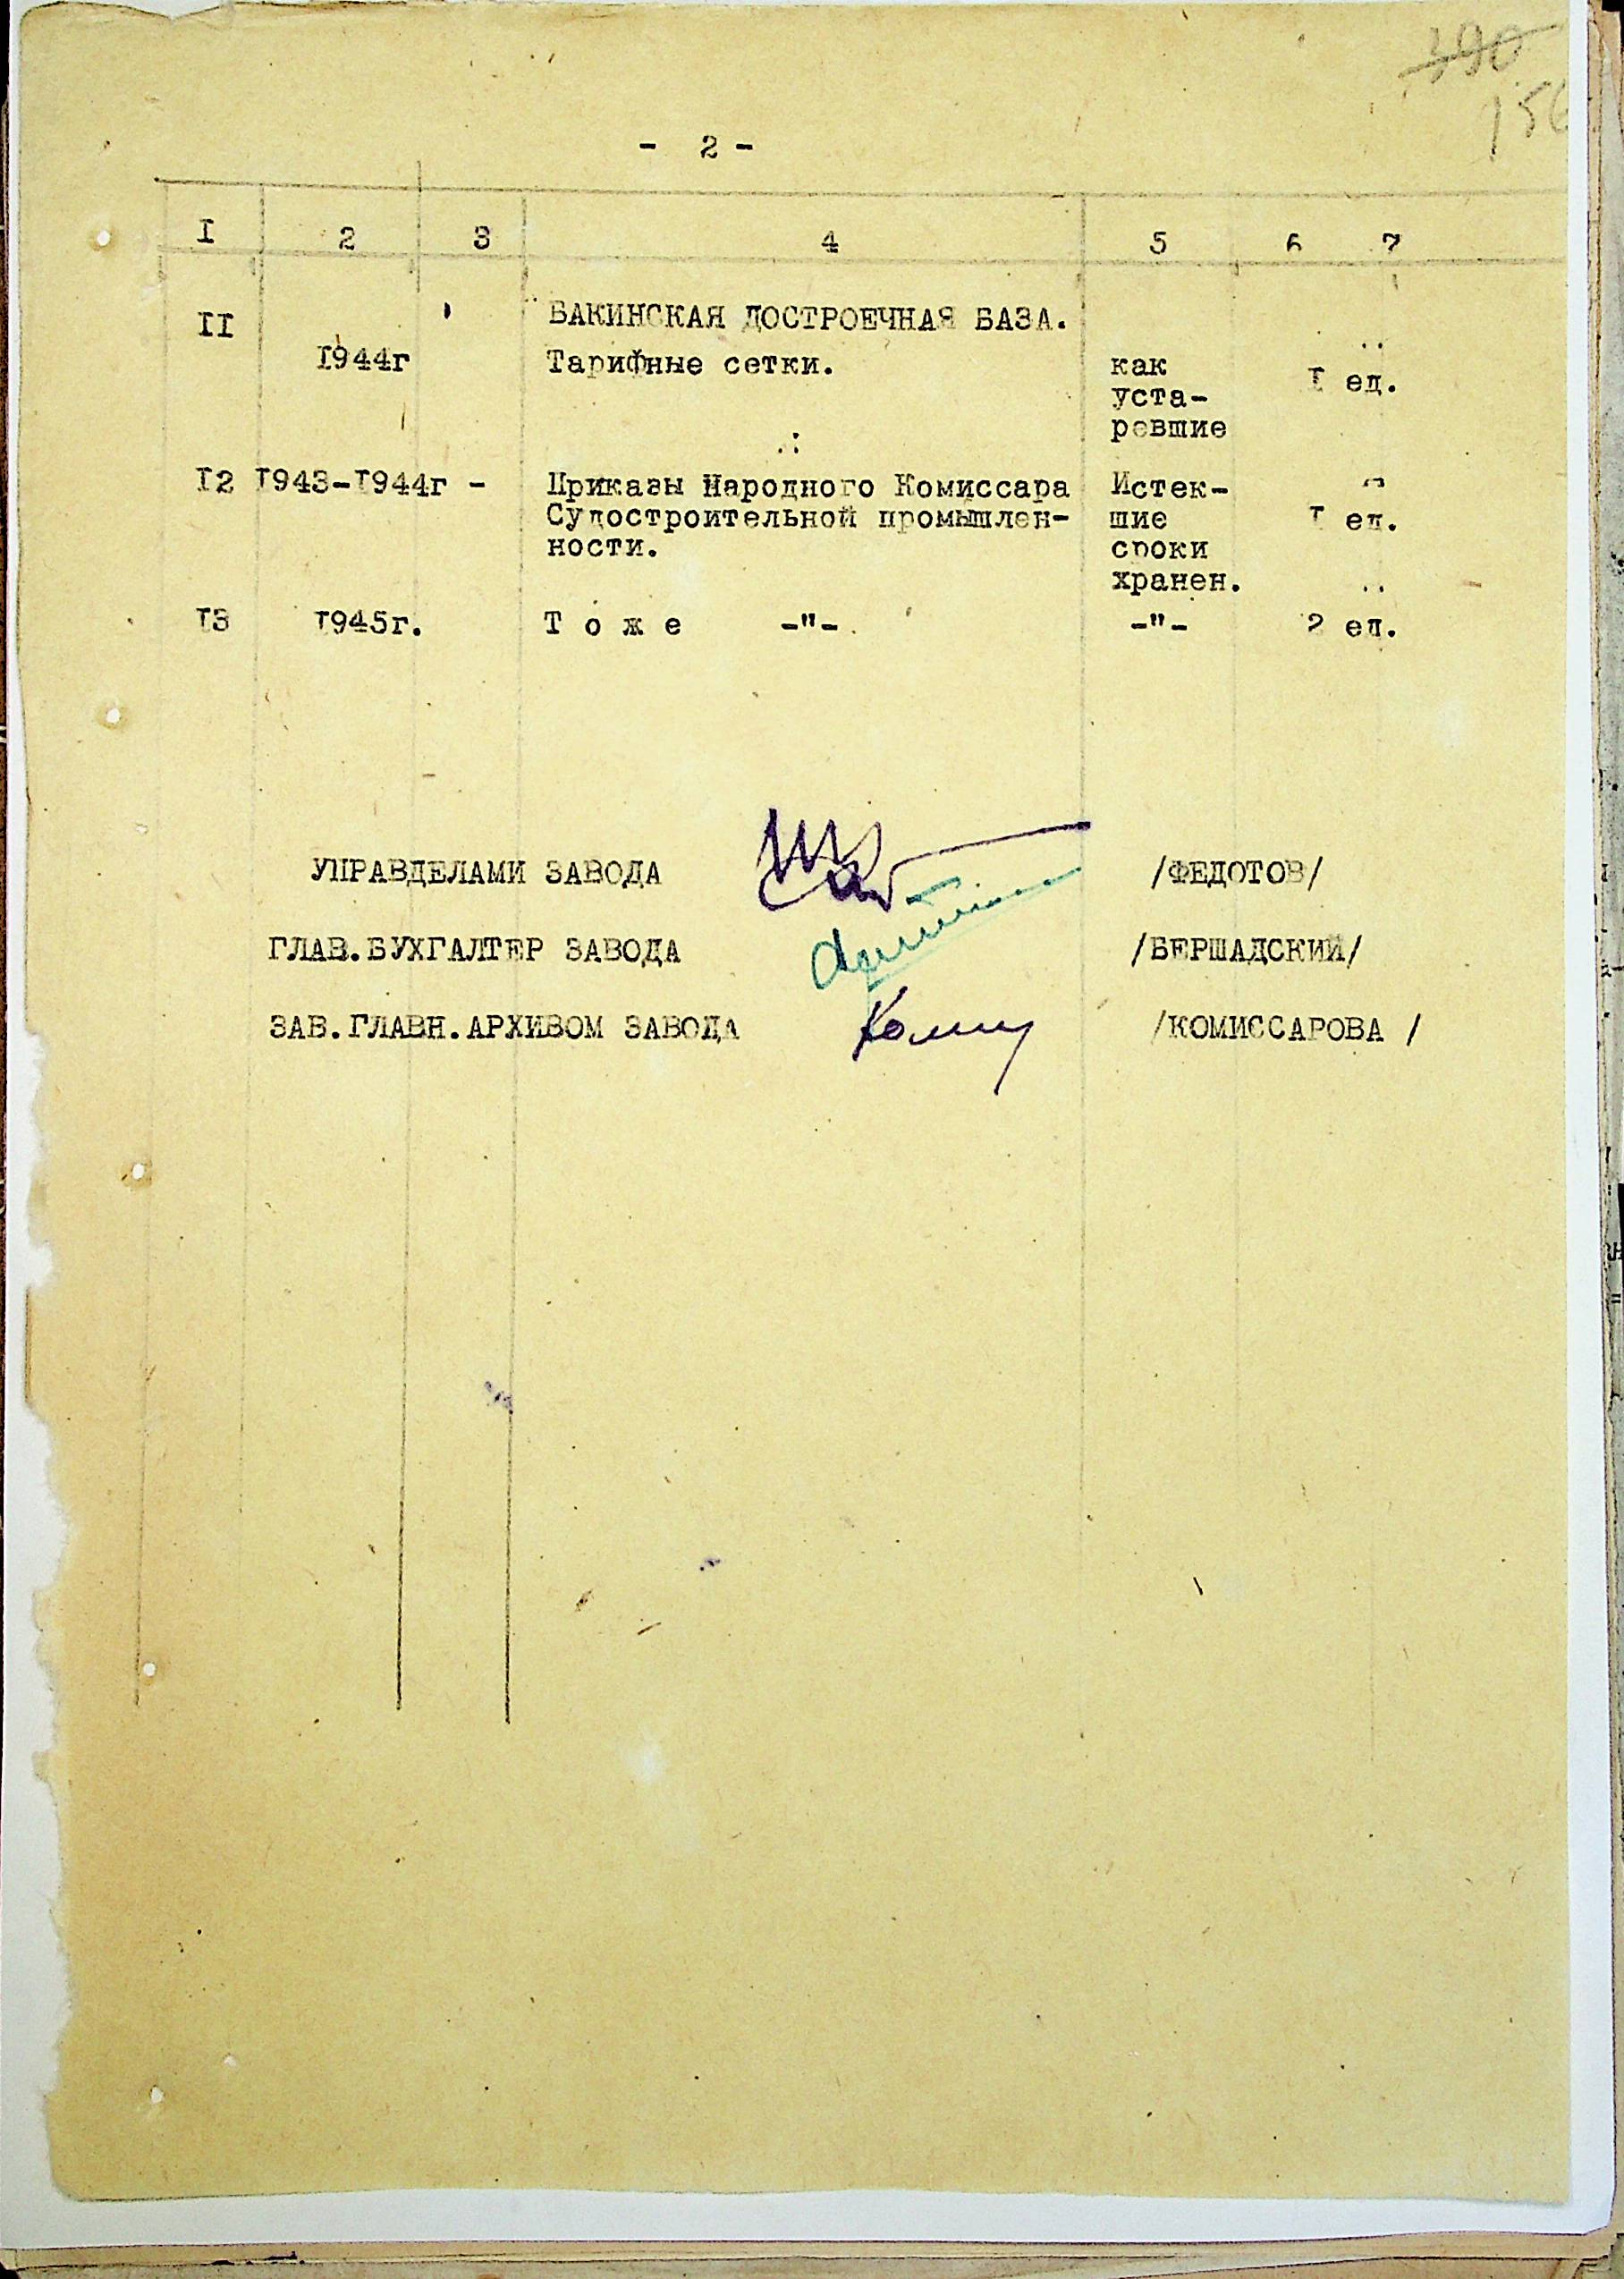 390
156
- 2 -
I 2 3 4 5 6 7
II БАКИНСКАЯ ДОСТРОЕЧНАЯ БАЗА.
I944г Тарифные сетки. как I ед.
уста-
ревшие
I2 I943-I944г - Приказы Народного Комиссара Истек-
Судостроительной промышлен- шие I ед.
ности. сроки
хранен.
I3 I945г. Т о ж е -"- -"- 2 ед.
УПРАВДЕЛАМИ ЗАВОДА /ФЕДОТОВ/
ГЛАВ.БУХГАЛТЕР ЗАВОДА /БЕРШАДСКИЙ/
ЗАВ.ГЛАВН.АРХИВОМ ЗАВОДА /КОМИССАРОВА /